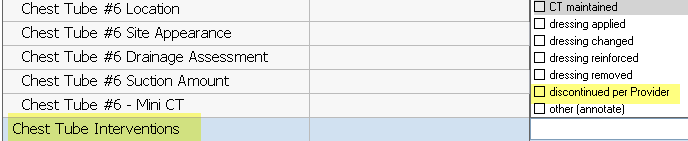 Chest Tube #6 Location
Chest Tube #6 Site Appearance
Chest Tube #6 Drainage Assessment
Chest Tube #6 Suction Amount
Chest Tube #6 - Mini CT
Chest Tube Interventions
CT maintained
dressing applied
dressing changed
dressing reinforced
dressing removed
discontinued per Provider
other (annotate)